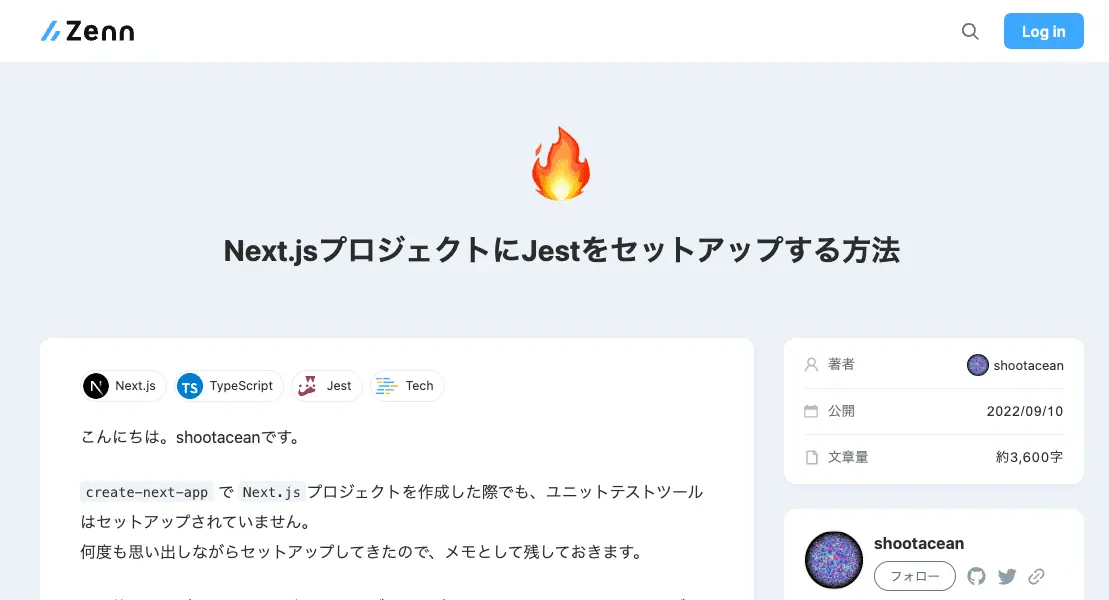 Zenn
Log in
Next.jsプロジェクトにJestをセットアップする方法
Next.js TypeScript Jest Tech
こんにちは。shootaceanです。
create-next-app で Next.js プロジェクトを作成した際でも、ユニットテストツール
はセットアップされていません。
何度も思い出しながらセットアップしてきたので、メモとして残しておきます。
著者 shootacean
公開 2022/09/10
文章量 約3,600字
shootacean
フォロー